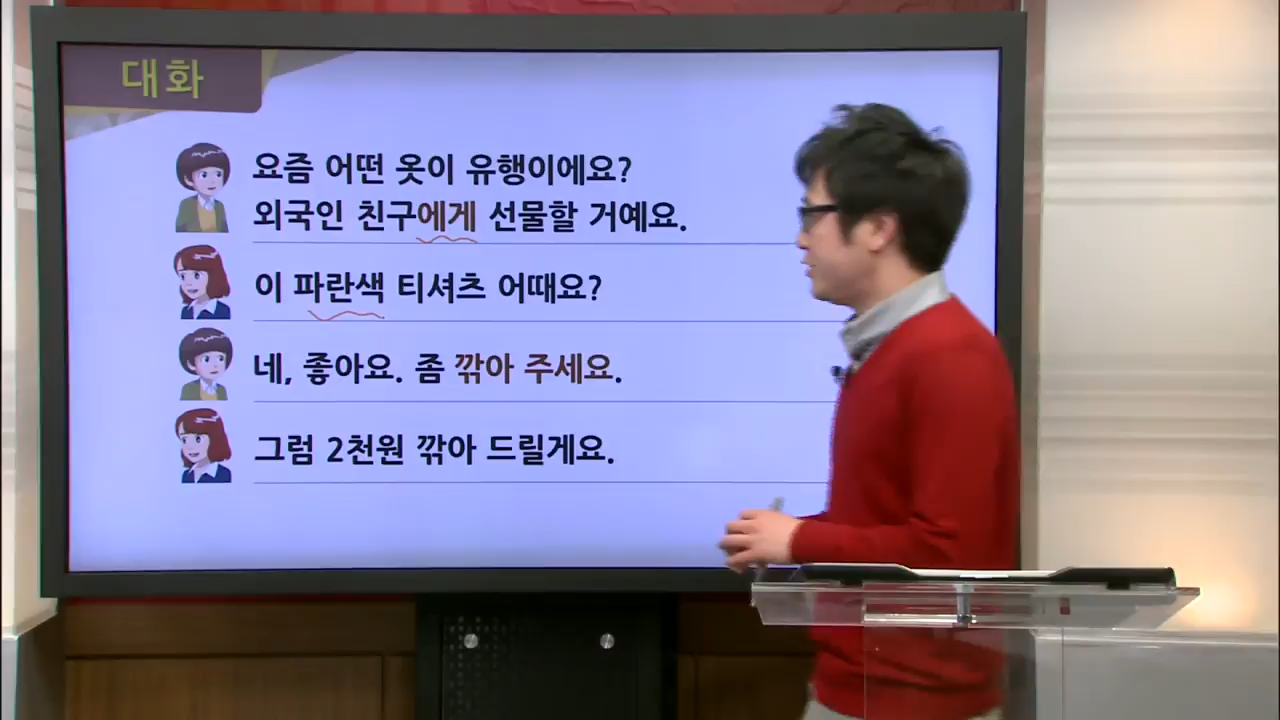 대화
요즘 어떤 옷이 유행이에요?
외국인 친구에게 선물할 거예요.
이 파란색 티셔츠 어때요?
네, 좋아요. 좀 깎아 주세요.
그럼 2천원 깎아 드릴게요.